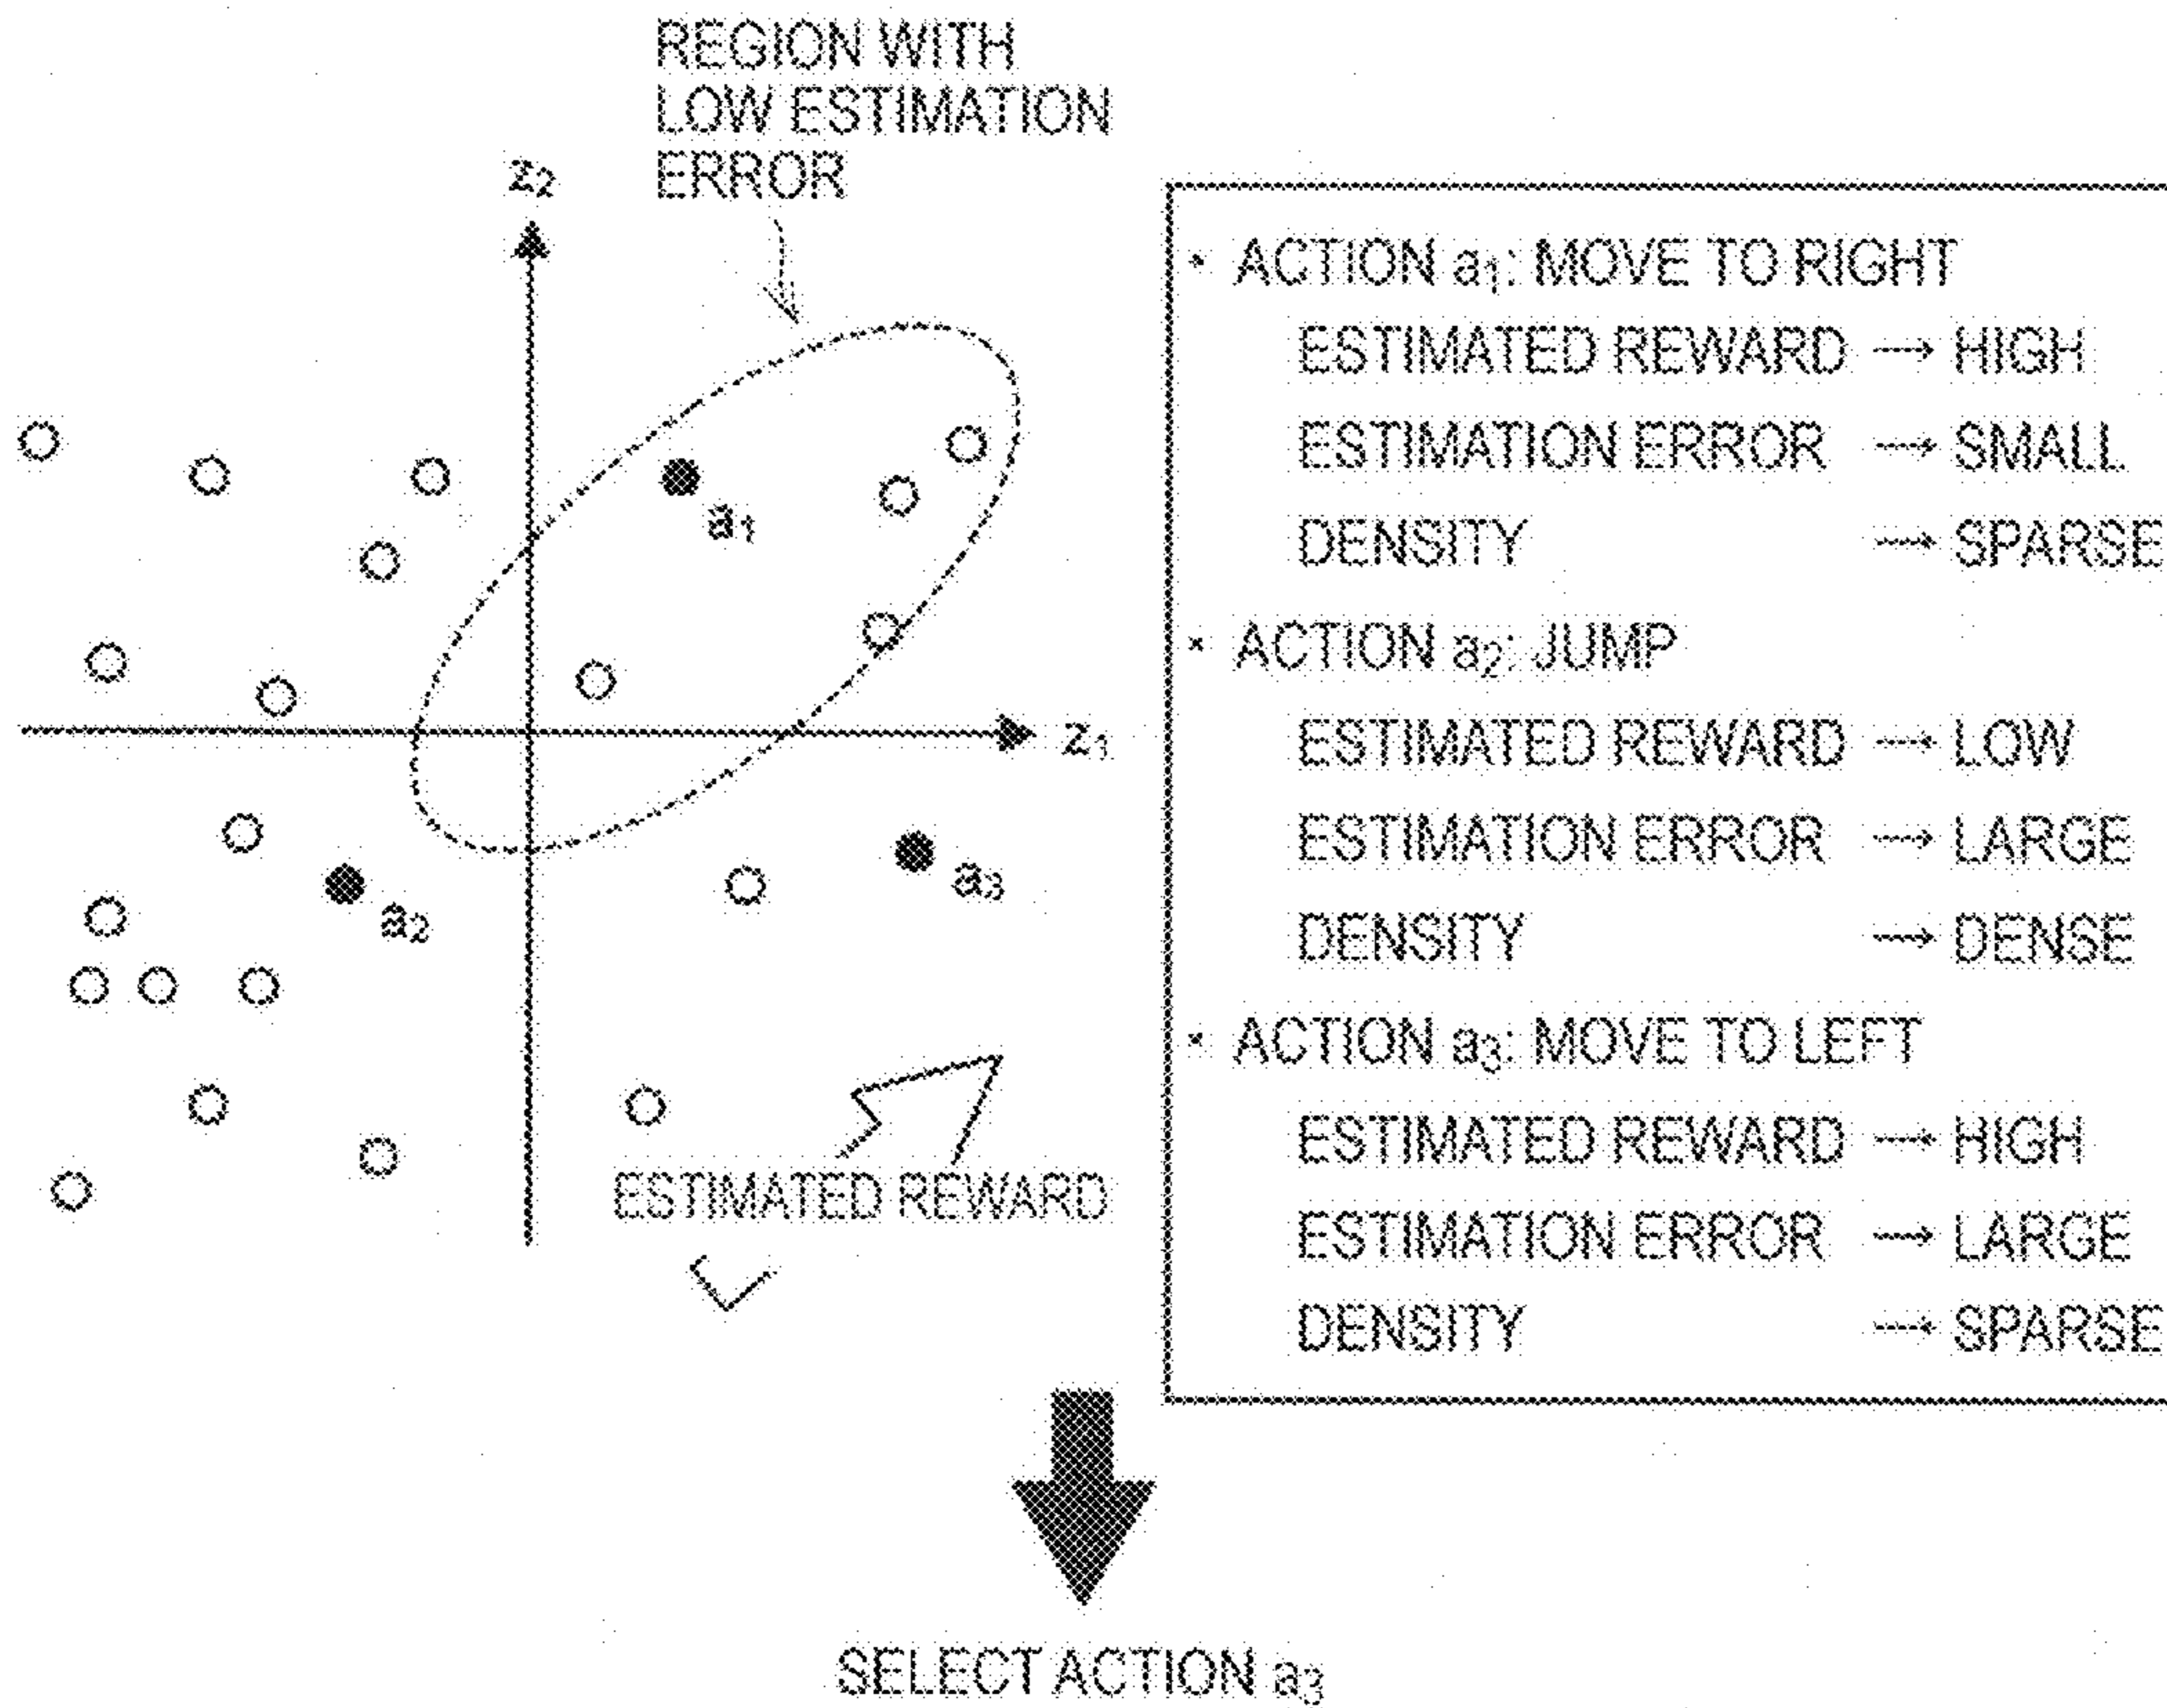 REGION WITH
LOW ESTIMATION
ERROR
z₂
a₁
z₁
a₂
a₃
ESTIMATED REWARD
• ACTION a₁: MOVE TO RIGHT
ESTIMATED REWARD → HIGH
ESTIMATION ERROR → SMALL
DENSITY → SPARSE
• ACTION a₂: JUMP
ESTIMATED REWARD → LOW
ESTIMATION ERROR → LARGE
DENSITY → DENSE
• ACTION a₃: MOVE TO LEFT
ESTIMATED REWARD → HIGH
ESTIMATION ERROR → LARGE
DENSITY → SPARSE
SELECT ACTION a₃